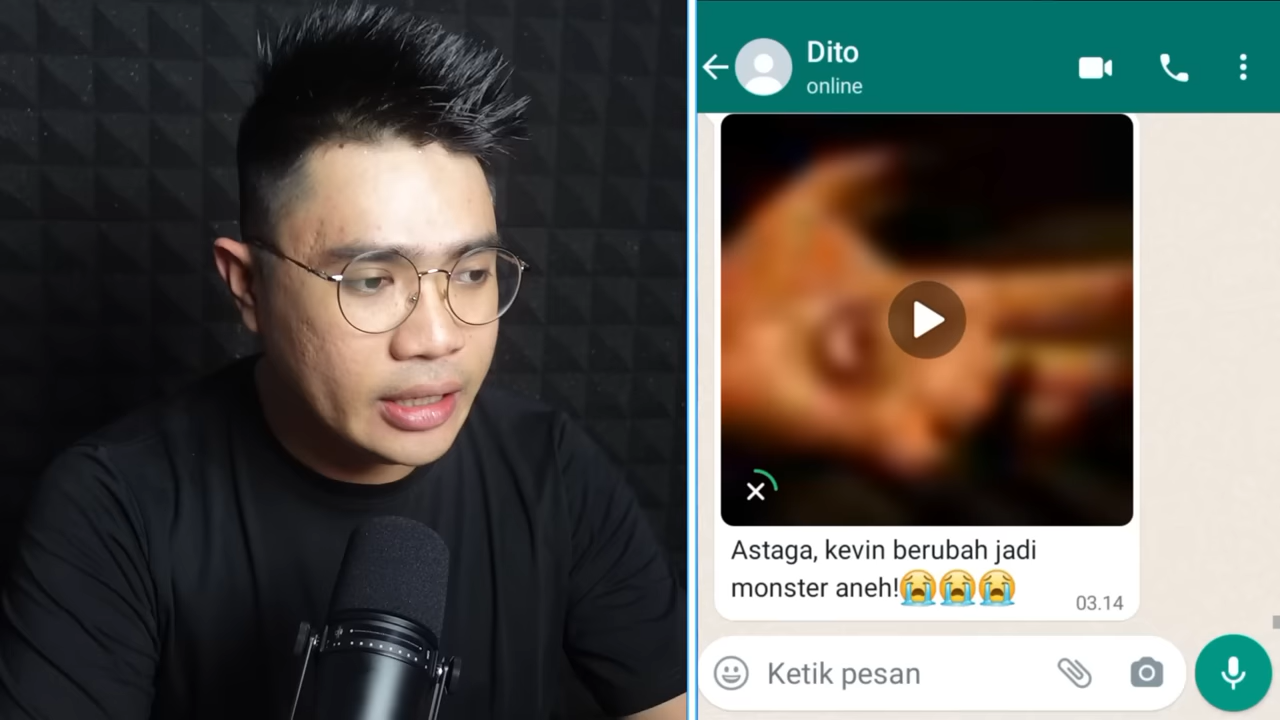 Dito
online
Astaga, kevin berubah jadi
monster aneh!😭😭😭
03.14
Ketik pesan